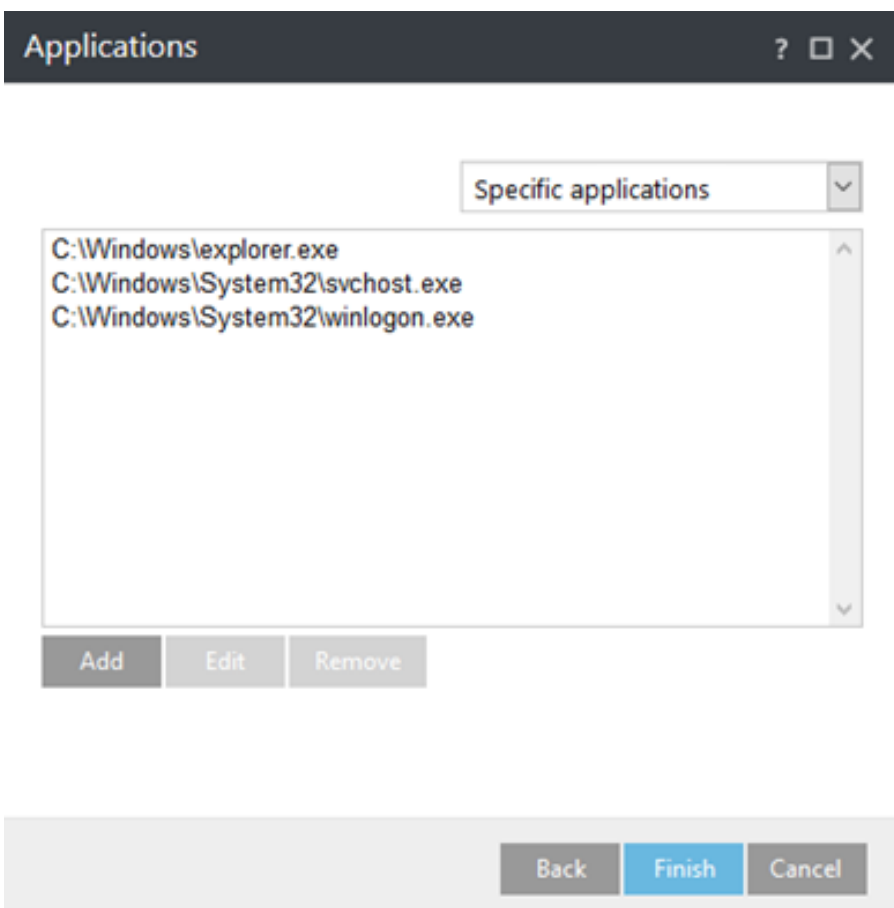 Applications ?
Specific applications
C:\Windows\explorer.exe
C:\Windows\System32\svchost.exe
C:\Windows\System32\winlogon.exe
Add Edit Remove
Back Finish Cancel